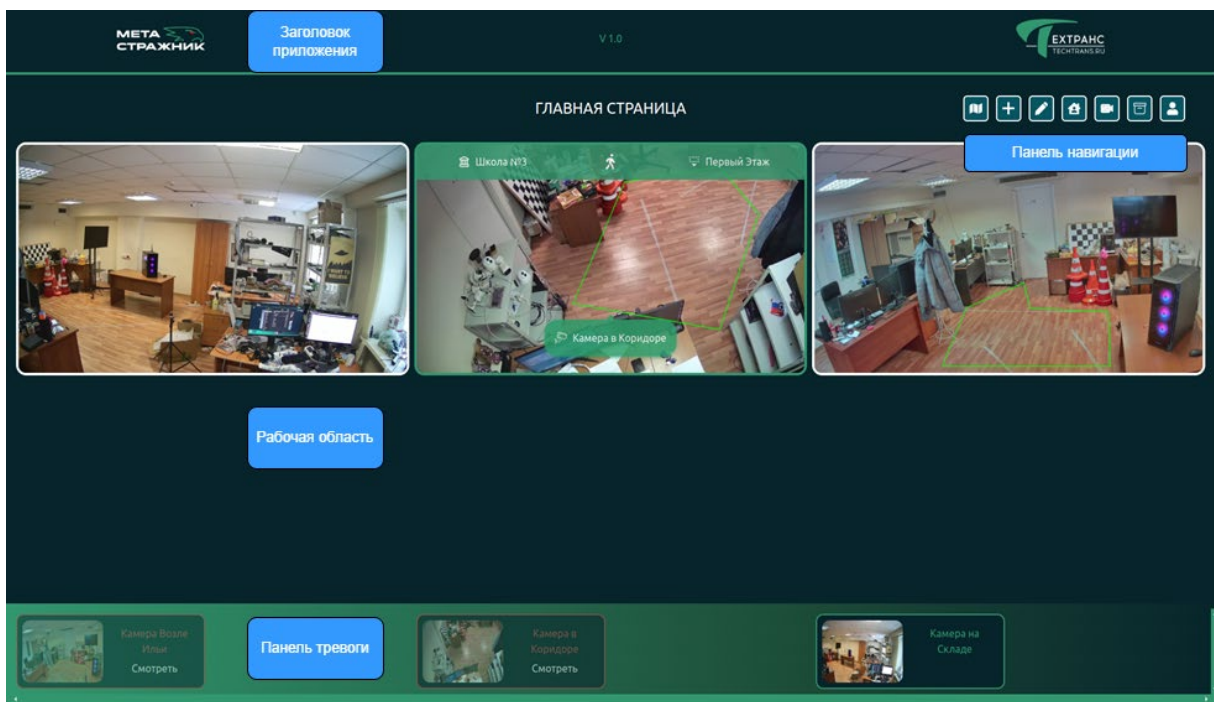 МЕТА
СТРАЖНИК
Заголовок
приложения
V 1.0
ЕХТРАНС
TECHTRANS.RU
ГЛАВНАЯ СТРАНИЦА
Панель навигации
Школа №3
Первый Этаж
Камера в Коридоре
Рабочая область
Камера Возле
Ильи
Смотреть
Панель тревоги
Камера в
Коридоре
Смотреть
Камера на
Складе